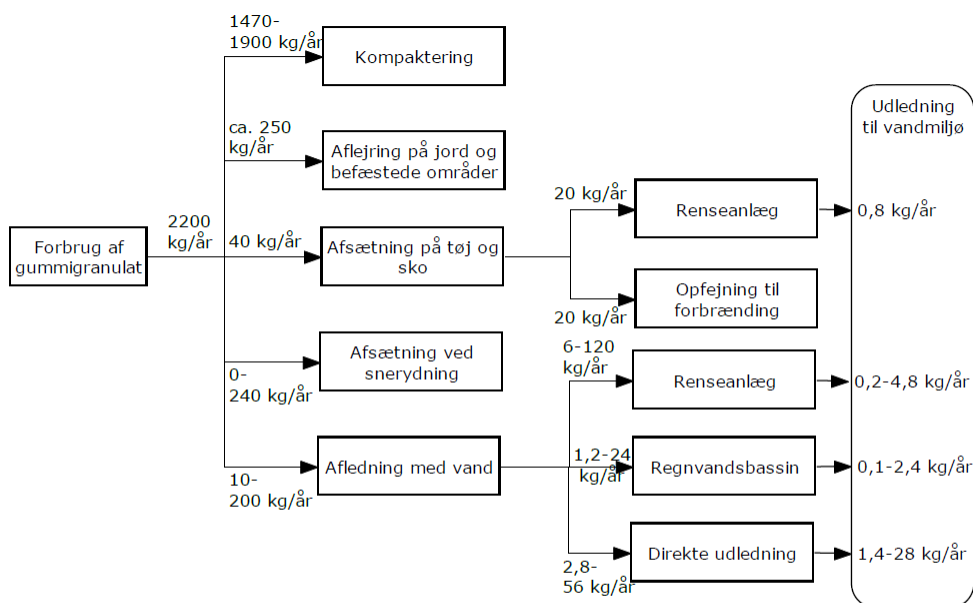 Forbrug af
gummigranulat
2200
kg/år
1470-
1900 kg/år
Kompaktering
ca. 250
kg/år
Aflejring på jord og
befæstede områder
40 kg/år
Afsætning på tøj og
sko
20 kg/år
Renseanlæg
0,8 kg/år
20 kg/år
Opfejning til
forbrænding
0-
240 kg/år
Afsætning ved
snerydning
10-
200 kg/år
Afledning med vand
6-120
kg/år
Renseanlæg
0,2-4,8 kg/år
1,2-24
kg/år
Regnvandsbassin
0,1-2,4 kg/år
2,8-
56 kg/år
Direkte udledning
1,4-28 kg/år
Udledning
til vandmiljø